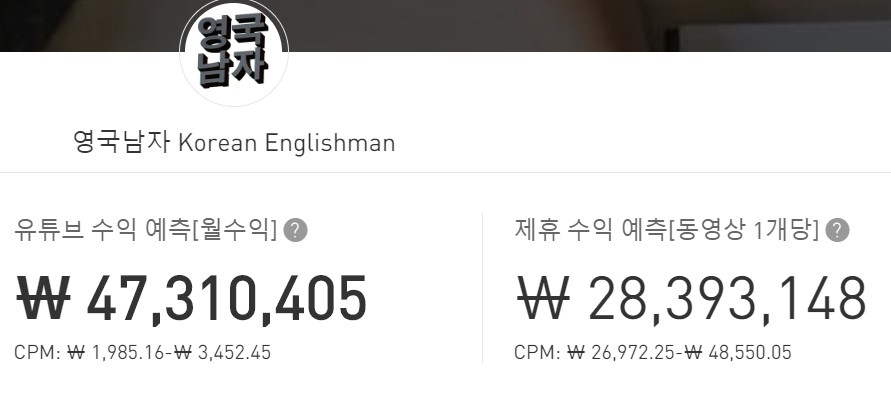 영국
남자
영국남자 Korean Englishman
유튜브 수익 예측[월수익] ?
₩ 47,310,405
CPM: ₩ 1,985.16-₩ 3,452.45
제휴 수익 예측[동영상 1개당] ?
₩ 28,393,148
CPM: ₩ 26,972.25-₩ 48,550.05